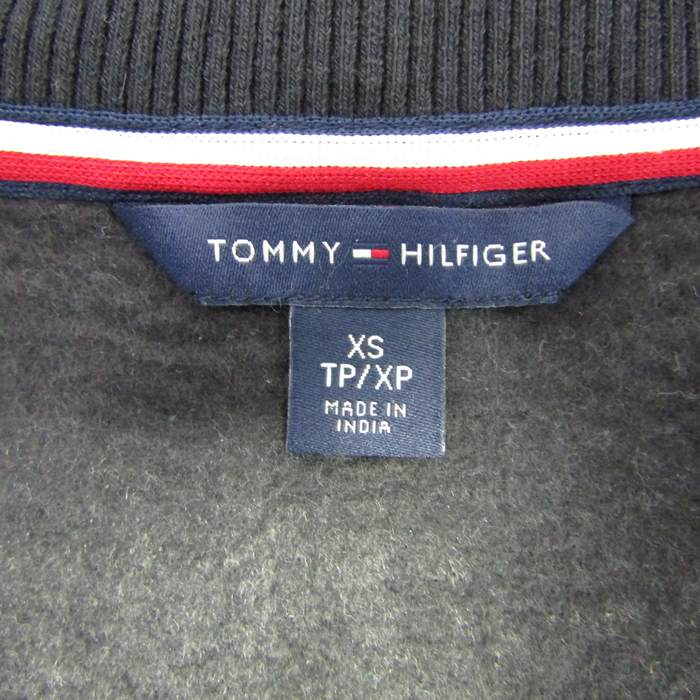 TOMMY HILFIGER
XS
TP/XP
MADE IN
INDIA